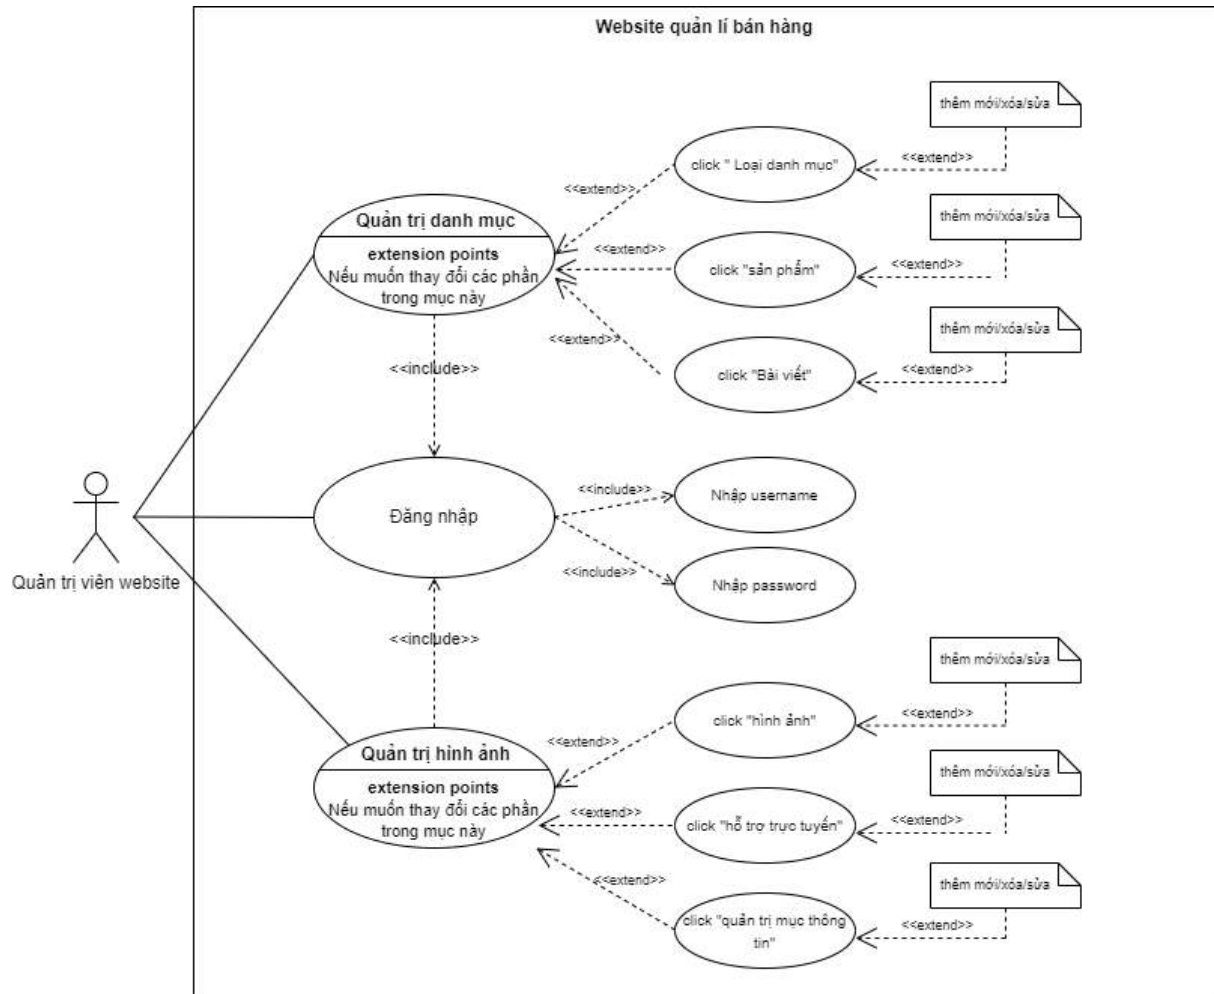 Website quản lí bán hàng
thêm mới/xóa/sửa
<<extend>>
click " Loại danh mục"
<<extend>>
Quản trị danh mục
extension points
Nếu muốn thay đổi các phần
trong mục này
thêm mới/xóa/sửa
<<extend>>
click "sản phẩm"
<<extend>>
thêm mới/xóa/sửa
<<extend>>
click "Bài viết"
<<extend>>
<<include>>
Quản trị viên website
Đăng nhập
<<include>>
Nhập username
<<include>>
Nhập password
<<include>>
thêm mới/xóa/sửa
<<extend>>
click "hình ảnh"
<<extend>>
Quản trị hình ảnh
extension points
Nếu muốn thay đổi các phần
trong mục này
thêm mới/xóa/sửa
<<extend>>
click "hỗ trợ trực tuyến"
<<extend>>
thêm mới/xóa/sửa
<<extend>>
click "quản trị mục thông
tin"
<<extend>>